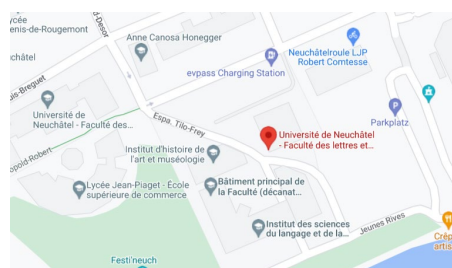 ycée
enis-de-Rougemont
Anne Canosa Honegger
Neuchâtelroule LJP
Robert Comtesse
châtel
evpass Charging Station
Université de
Neuchâtel - Faculté des...
Espa. Tilo-Frey
Parkplatz
Université de Neuchâtel
- Faculté des lettres et...
Institut d'histoire de
l'art et muséologie
Lycée Jean-Piaget - École
supérieure de commerce
Bâtiment principal de
la Faculté (décanat...
Institut des sciences
du langage et de la...
Jeunes Rives
Crêp
artis
Festi'neuch